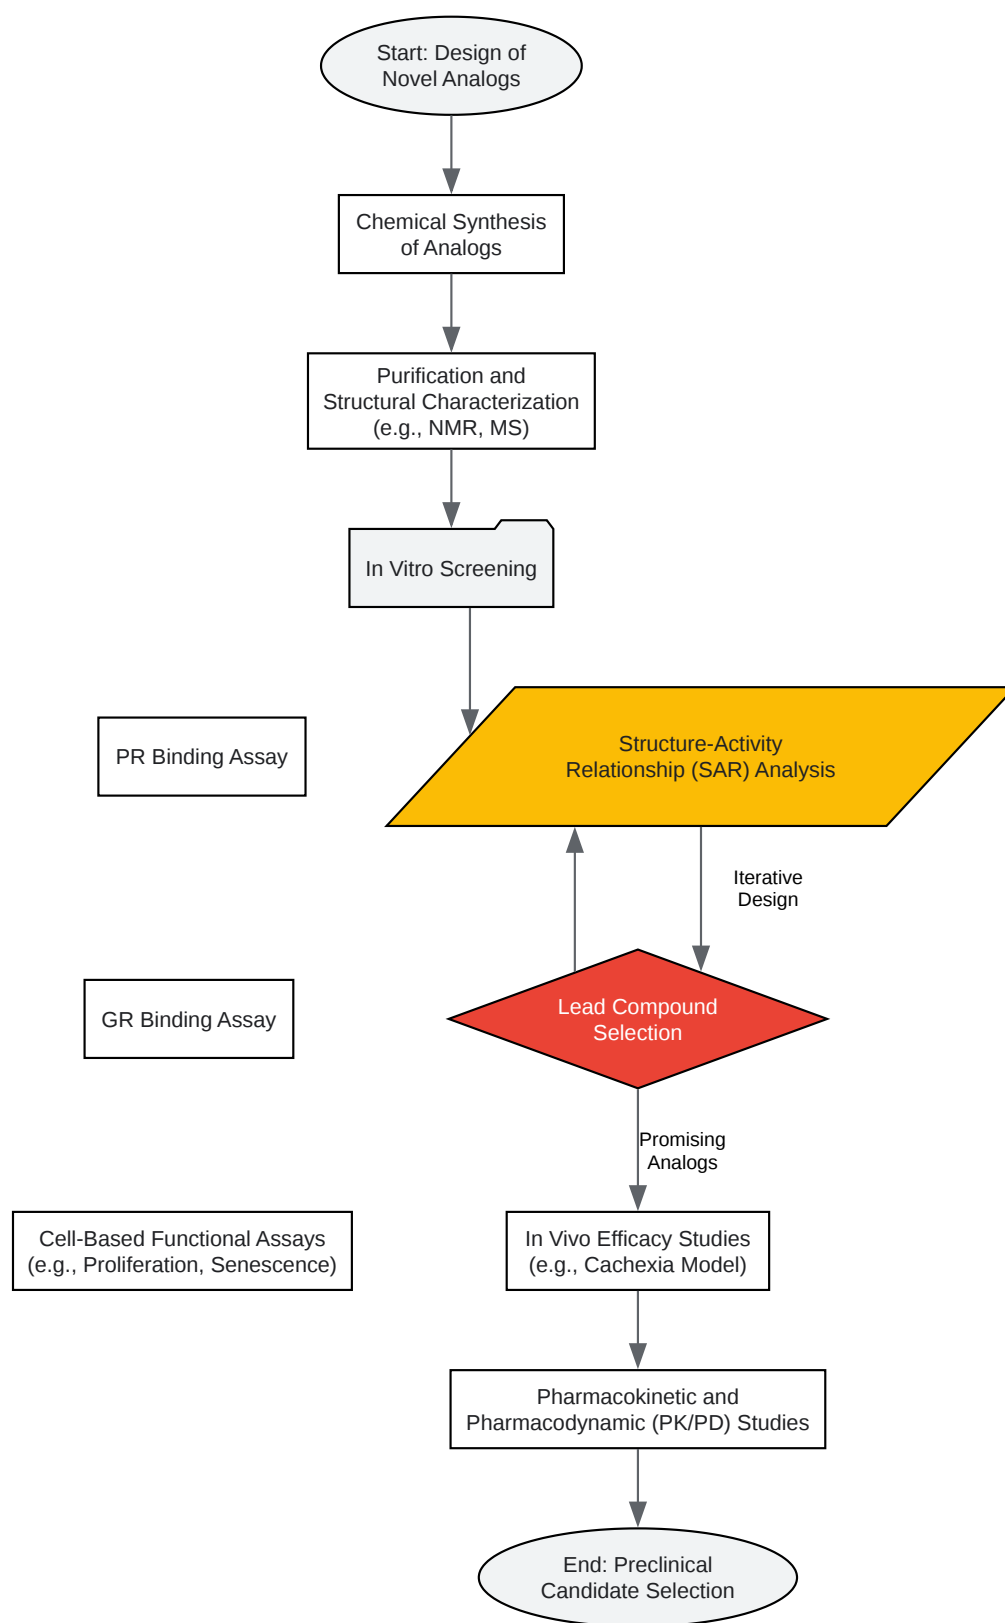 Start: Design of
Novel Analogs
Chemical Synthesis
of Analogs
Purification and
Structural Characterization
(e.g., NMR, MS)
In Vitro Screening
PR Binding Assay
Structure-Activity
Relationship (SAR) Analysis
Iterative
Design
GR Binding Assay
Lead Compound
Selection
Promising
Analogs
Cell-Based Functional Assays
(e.g., Proliferation, Senescence)
In Vivo Efficacy Studies
(e.g., Cachexia Model)
Pharmacokinetic and
Pharmacodynamic (PK/PD) Studies
End: Preclinical
Candidate Selection